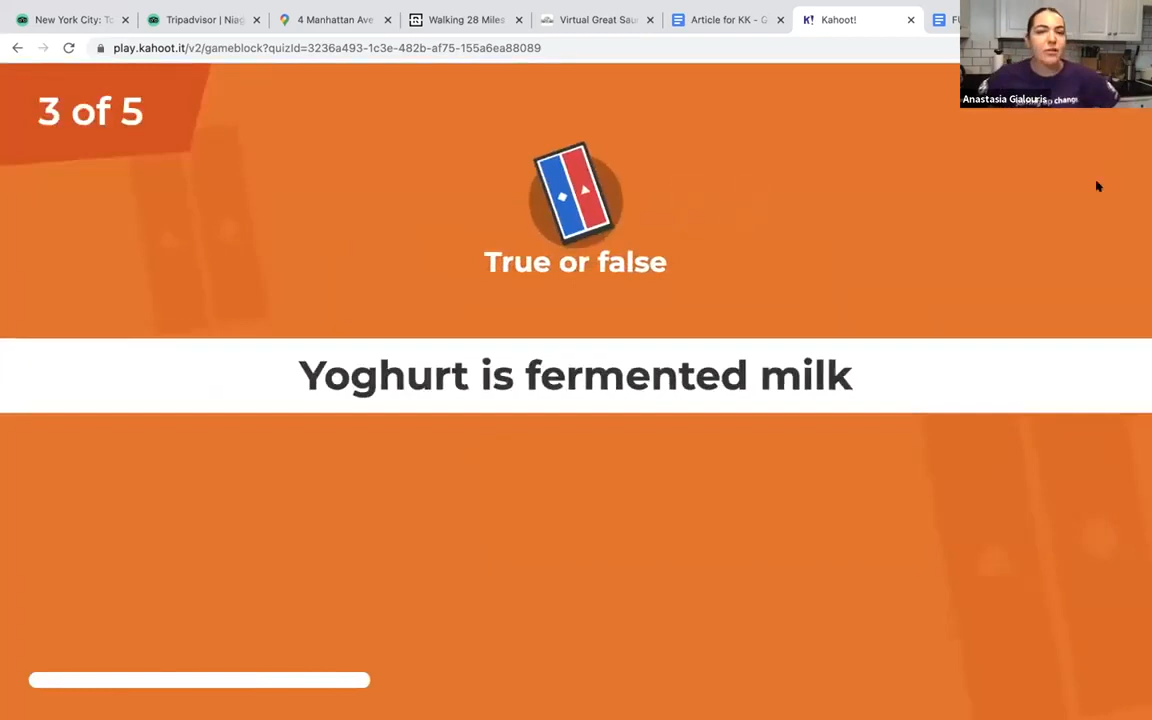 New York City: To
Tripadvisor | Niag
4 Manhattan Ave
Walking 28 Miles
Virtual Great Sau
Article for KK - G
K! Kahoot!
play.kahoot.it/v2/gameblock?quizId=3236a493-1c3e-482b-af75-155a6ea88089
Anastasia Gialouris
change
3 of 5
True or false
Yoghurt is fermented milk